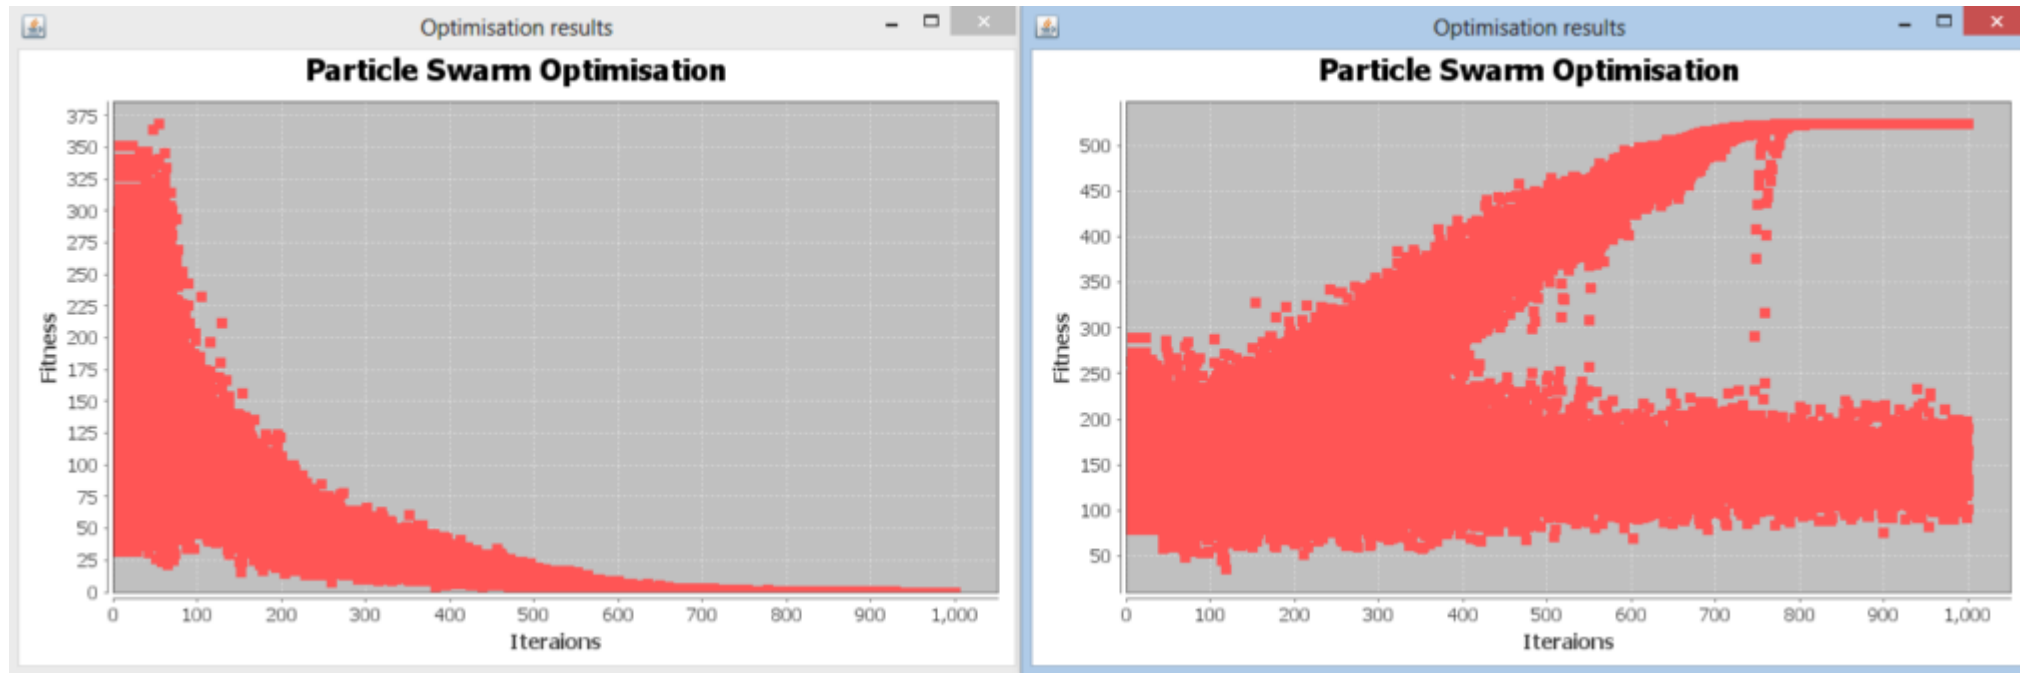 Optimisation results
Particle Swarm Optimisation
375
350
325
300
275
250
225
200
175
150
125
100
75
50
25
0
Fitness
0 100 200 300 400 500 600 700 800 900 1,000
Iteraions
Optimisation results
Particle Swarm Optimisation
500
450
400
350
300
250
200
150
100
50
Fitness
0 100 200 300 400 500 600 700 800 900 1,000
Iteraions